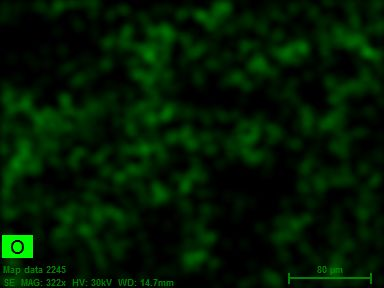 O
Map data 2245
80 µm
SE MAG: 322x HV: 30kV WD: 14.7mm